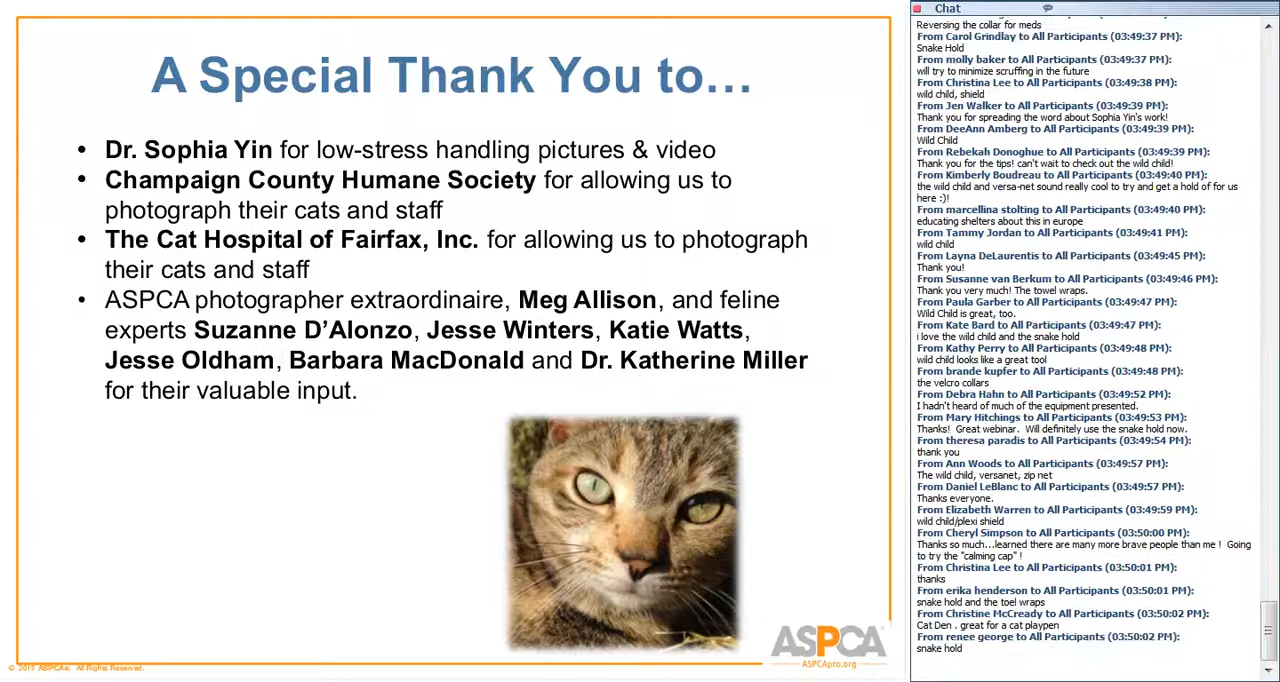 A Special Thank You to…
• Dr. Sophia Yin for low-stress handling pictures & video
• Champaign County Humane Society for allowing us to
photograph their cats and staff
• The Cat Hospital of Fairfax, Inc. for allowing us to photograph
their cats and staff
• ASPCA photographer extraordinaire, Meg Allison, and feline
experts Suzanne D’Alonzo, Jesse Winters, Katie Watts,
Jesse Oldham, Barbara MacDonald and Dr. Katherine Miller
for their valuable input.
ASPCA
ASPCApro.org
ASPCA®. All Rights Reserved.
Chat
Reversing the collar for meds
From Carol Grindlay to All Participants (03:49:37 PM):
Snake Hold
From molly baker to All Participants (03:49:37 PM):
will try to minimize scruffing in the future
From Christina Lee to All Participants (03:49:38 PM):
wild child, shield
From Jen Walker to All Participants (03:49:39 PM):
Thank you for spreading the word about Sophia Yin's work!
From DeeAnn Amberg to All Participants (03:49:39 PM):
Wild Child
From Rebekah Donoghue to All Participants (03:49:39 PM):
Thank you for the tips! can't wait to check out the wild child!
From Kimberly Boudreau to All Participants (03:49:40 PM):
the wild child and versa-net sound really cool to try and get a hold of for us
here :)!
From marcellina stolting to All Participants (03:49:40 PM):
educating shelters about this in europe
From Tammy Jordan to All Participants (03:49:41 PM):
wild child
From Layna DeLaurentis to All Participants (03:49:45 PM):
Thank you!
From Susanne van Berkum to All Participants (03:49:46 PM):
Thank you very much! The towel wraps.
From Paula Garber to All Participants (03:49:47 PM):
Wild Child is great, too.
From Kate Bard to All Participants (03:49:47 PM):
i love the wild child and the snake hold
From Kathy Perry to All Participants (03:49:48 PM):
wild child looks like a great tool
From brande kupfer to All Participants (03:49:48 PM):
the velcro collars
From Debra Hahn to All Participants (03:49:52 PM):
I hadn't heard of much of the equipment presented.
From Mary Hitchings to All Participants (03:49:53 PM):
Thanks!  Great webinar.  Will definitely use the snake hold now.
From theresa paradis to All Participants (03:49:54 PM):
thank you
From Ann Woods to All Participants (03:49:57 PM):
The wild child, versanet, zip net
From Daniel LeBlanc to All Participants (03:49:57 PM):
Thanks everyone.
From Elizabeth Warren to All Participants (03:49:59 PM):
wild child/plexi shield
From Cheryl Simpson to All Participants (03:50:00 PM):
Thanks so much...learned there are many more brave people than me !  Going
to try the "calming cap" !
From Christina Lee to All Participants (03:50:01 PM):
thanks
From erika henderson to All Participants (03:50:01 PM):
snake hold and the toel wraps
From Christine McCready to All Participants (03:50:02 PM):
Cat Den . great for a cat playpen
From renee george to All Participants (03:50:02 PM):
snake hold